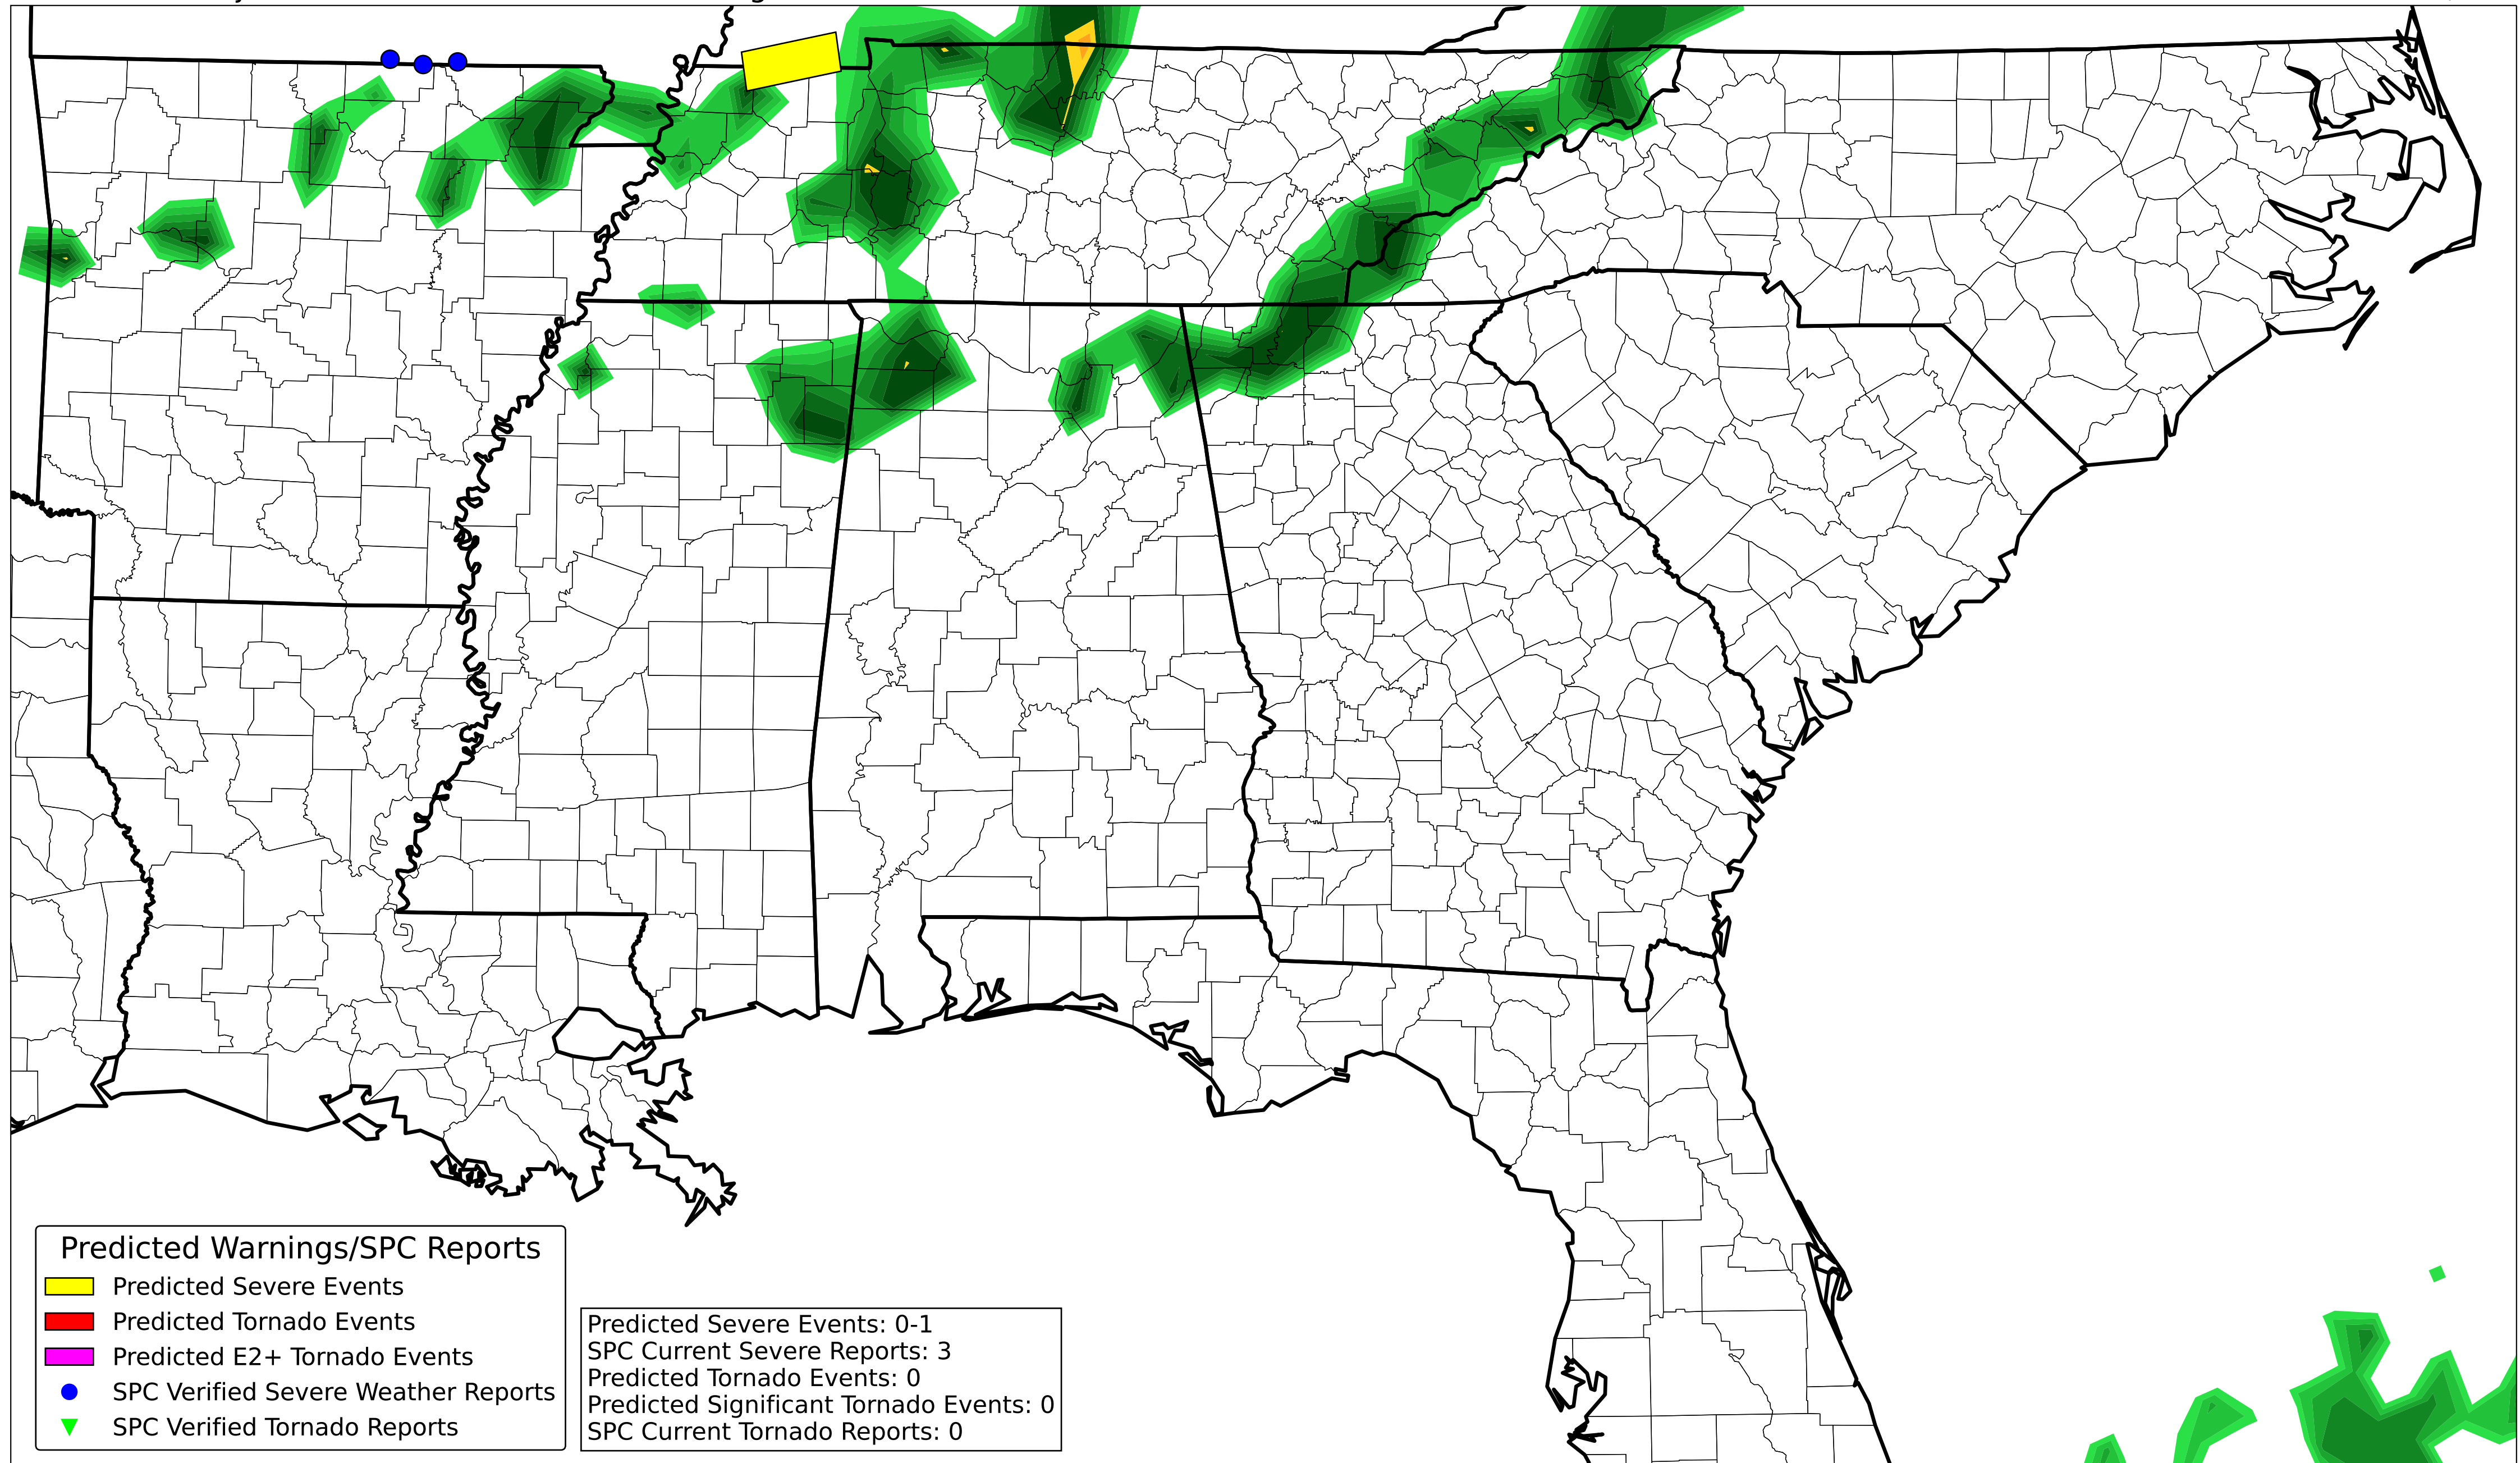 Predicted Warnings/SPC Reports
Predicted Severe Events
Predicted Tornado Events
Predicted E2+ Tornado Events
SPC Verified Severe Weather Reports
SPC Verified Tornado Reports
Predicted Severe Events: 0-1
SPC Current Severe Reports: 3
Predicted Tornado Events: 0
Predicted Significant Tornado Events: 0
SPC Current Tornado Reports: 0